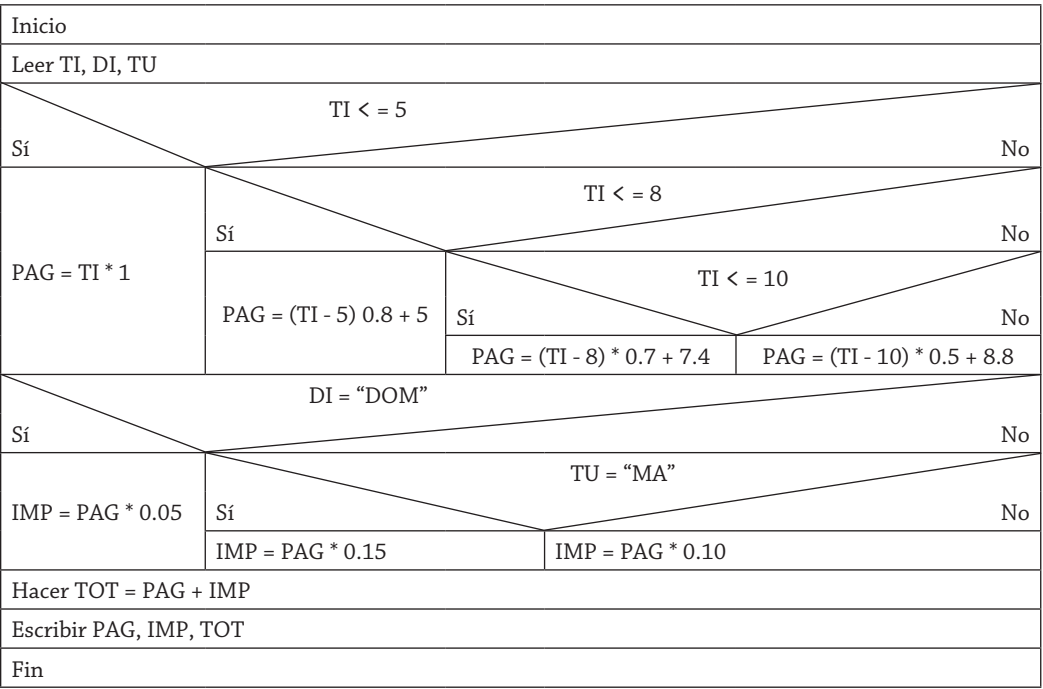 Inicio
Leer TI, DI, TU
TI < = 5
Sí
No
TI < = 8
Sí
No
PAG = TI * 1
TI < = 10
PAG = (TI - 5) 0.8 + 5
Sí
No
PAG = (TI - 8) * 0.7 + 7.4
PAG = (TI - 10) * 0.5 + 8.8
DI = “DOM”
Sí
No
TU = “MA”
IMP = PAG * 0.05
Sí
No
IMP = PAG * 0.15
IMP = PAG * 0.10
Hacer TOT = PAG + IMP
Escribir PAG, IMP, TOT
Fin